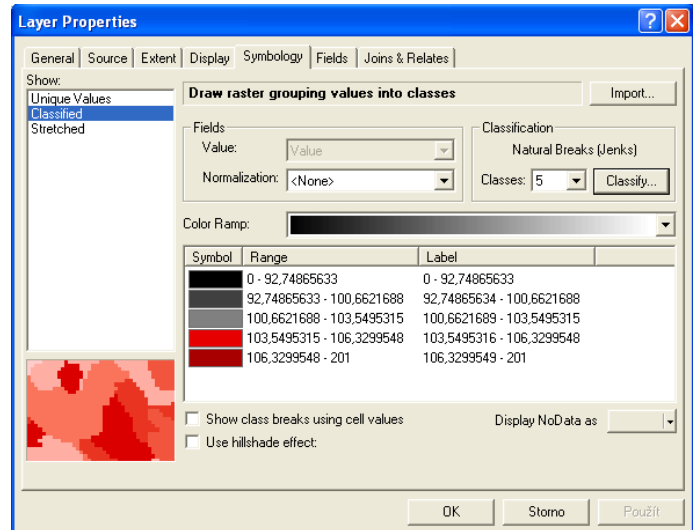 Layer Properties
General Source Extent Display Symbology Fields Joins & Relates
Show:
Unique Values
Classified
Stretched
Draw raster grouping values into classes
Import...
Fields
Value: Value
Normalization: <None>
Classification
Natural Breaks (Jenks)
Classes: 5 Classify...
Color Ramp:
Symbol Range Label
0 - 92,74865633 0 - 92,74865633
92,74865633 - 100,6621688 92,74865634 - 100,6621688
100,6621688 - 103,5495315 100,6621689 - 103,5495315
103,5495315 - 106,3299548 103,5495316 - 106,3299548
106,3299548 - 201 106,3299549 - 201
Show class breaks using cell values
Display NoData as
Use hillshade effect:
OK Storno Použít